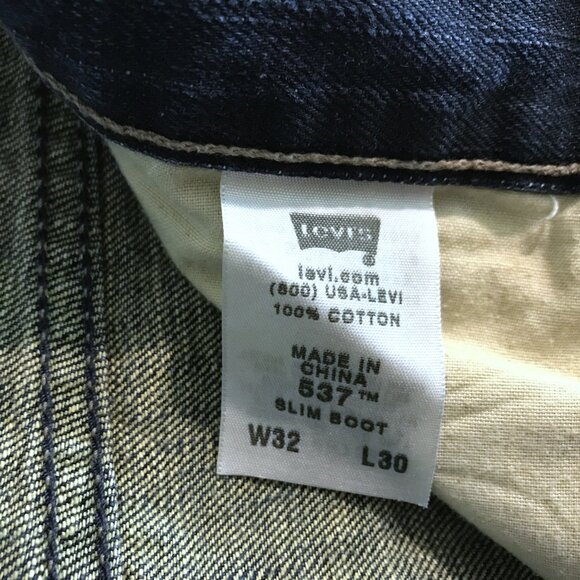 Levi's
®
levi.com
(800) USA-LEVI
100% COTTON
MADE IN
CHINA
537™
SLIM BOOT
W32 L30